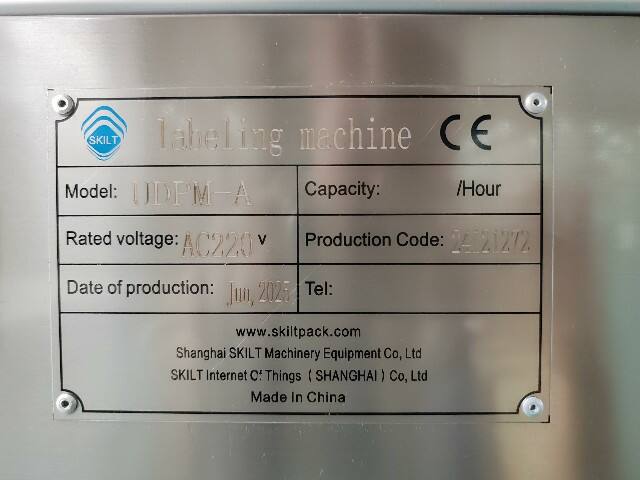 SKILT
labeling machine CE
Model: UDPM-A
Capacity: /Hour
Rated voltage: AC220 V
Production Code:
Date of production: 2025
Tel:
www.skiltpack.com
Shanghai SKILT Machinery Equipment Co, Ltd
SKILT Internet Of Things ( SHANGHAI ) Co, Ltd
Made In China